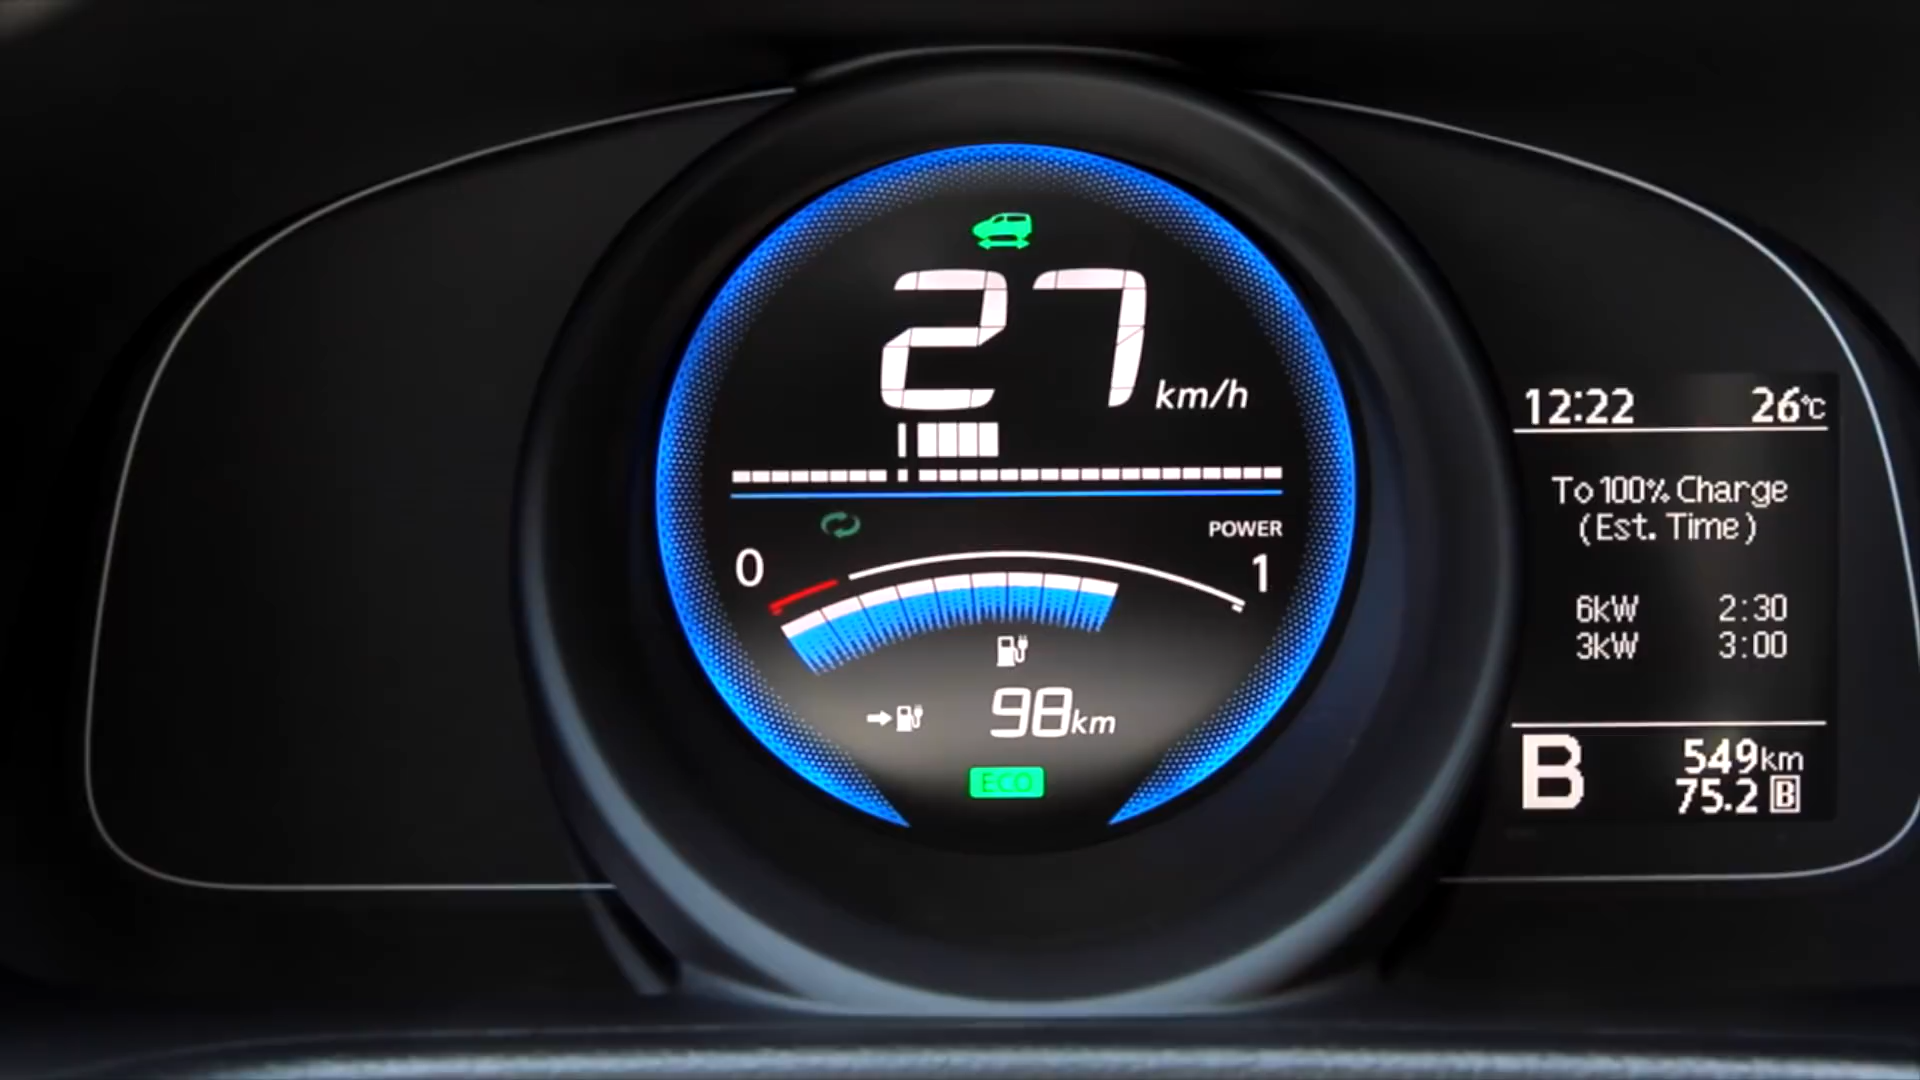 27 km/h
POWER
0 1
98km
ECO
12:22 26°C
To 100% Charge
(Est. Time)
6kW 2:30
3kW 3:00
B 549km
75.2 B